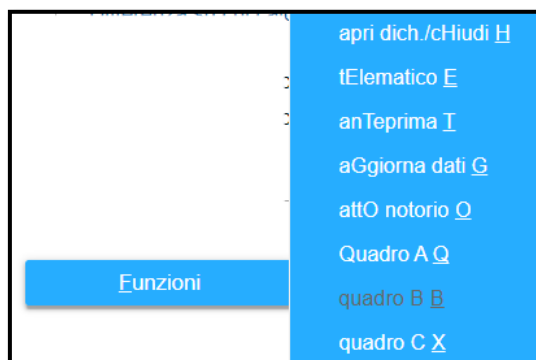 apri dich./cHiudi H
tElematico E
anTeprima T
aGgiorna dati G
attO notorio O
Quadro A Q
Funzioni
quadro B B
quadro C X